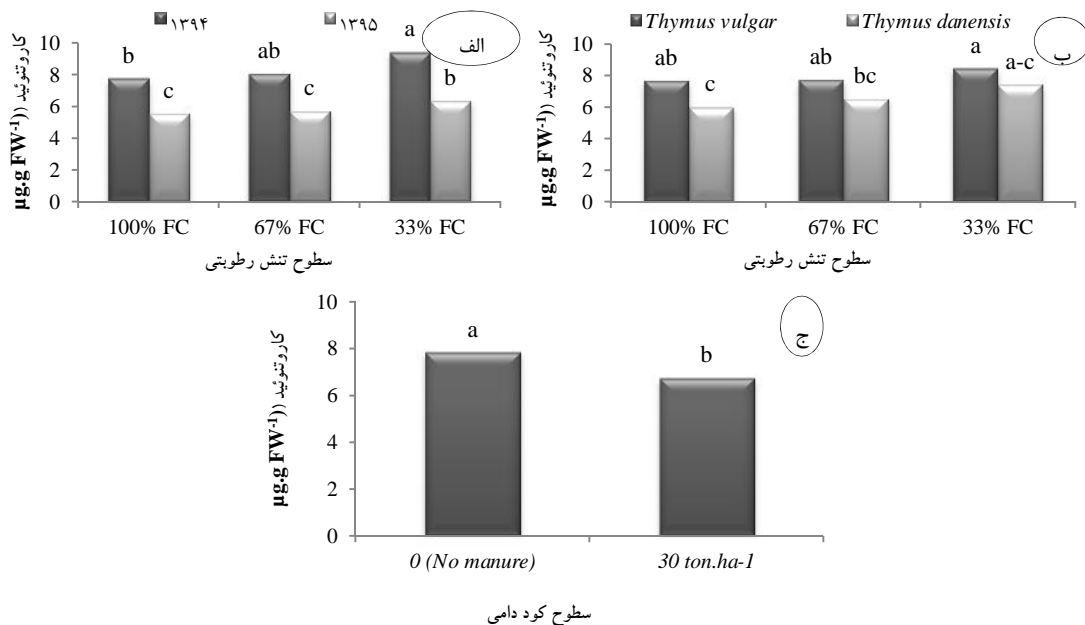 ۱۳۹۴ ۱۳۹۵
الف
کاروتنوئید ((
µg.g FW-1)
10
8
6
4
2
0
b c ab c a b
100% FC 67% FC 33% FC
سطوح تنش رطوبتی
Thymus vulgar Thymus danensis
ب
کاروتنوئید ((
µg.g FW-1)
10
8
6
4
2
0
ab c ab bc a a-c
100% FC 67% FC 33% FC
سطوح تنش رطوبتی
ج
کاروتنوئید ((
µg.g FW-1)
10
8
6
4
2
0
a b
0 (No manure) 30 ton.ha-1
سطوح کود دامی